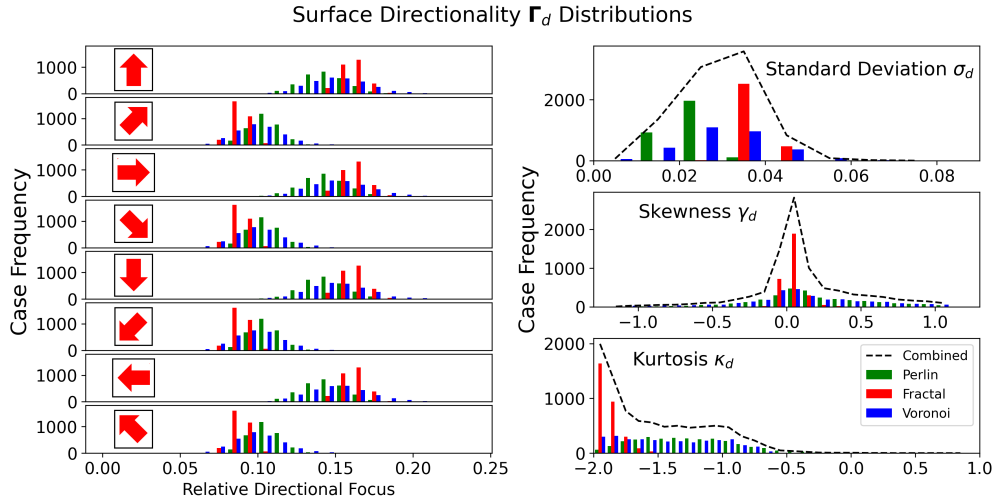 Surface Directionality Γd Distributions
Case Frequency
1000
0
1000
0
1000
0
1000
0
1000
0
1000
0
1000
0
1000
0
0.00 0.05 0.10 0.15 0.20 0.25
Relative Directional Focus
Case Frequency
Standard Deviation σd
2000
0
0.00 0.02 0.04 0.06 0.08
Skewness γd
2000
1000
0
−1.0 −0.5 0.0 0.5 1.0
Kurtosis κd
2000
1000
0
Combined
Perlin
Fractal
Voronoi
−2.0 −1.5 −1.0 −0.5 0.0 0.5 1.0